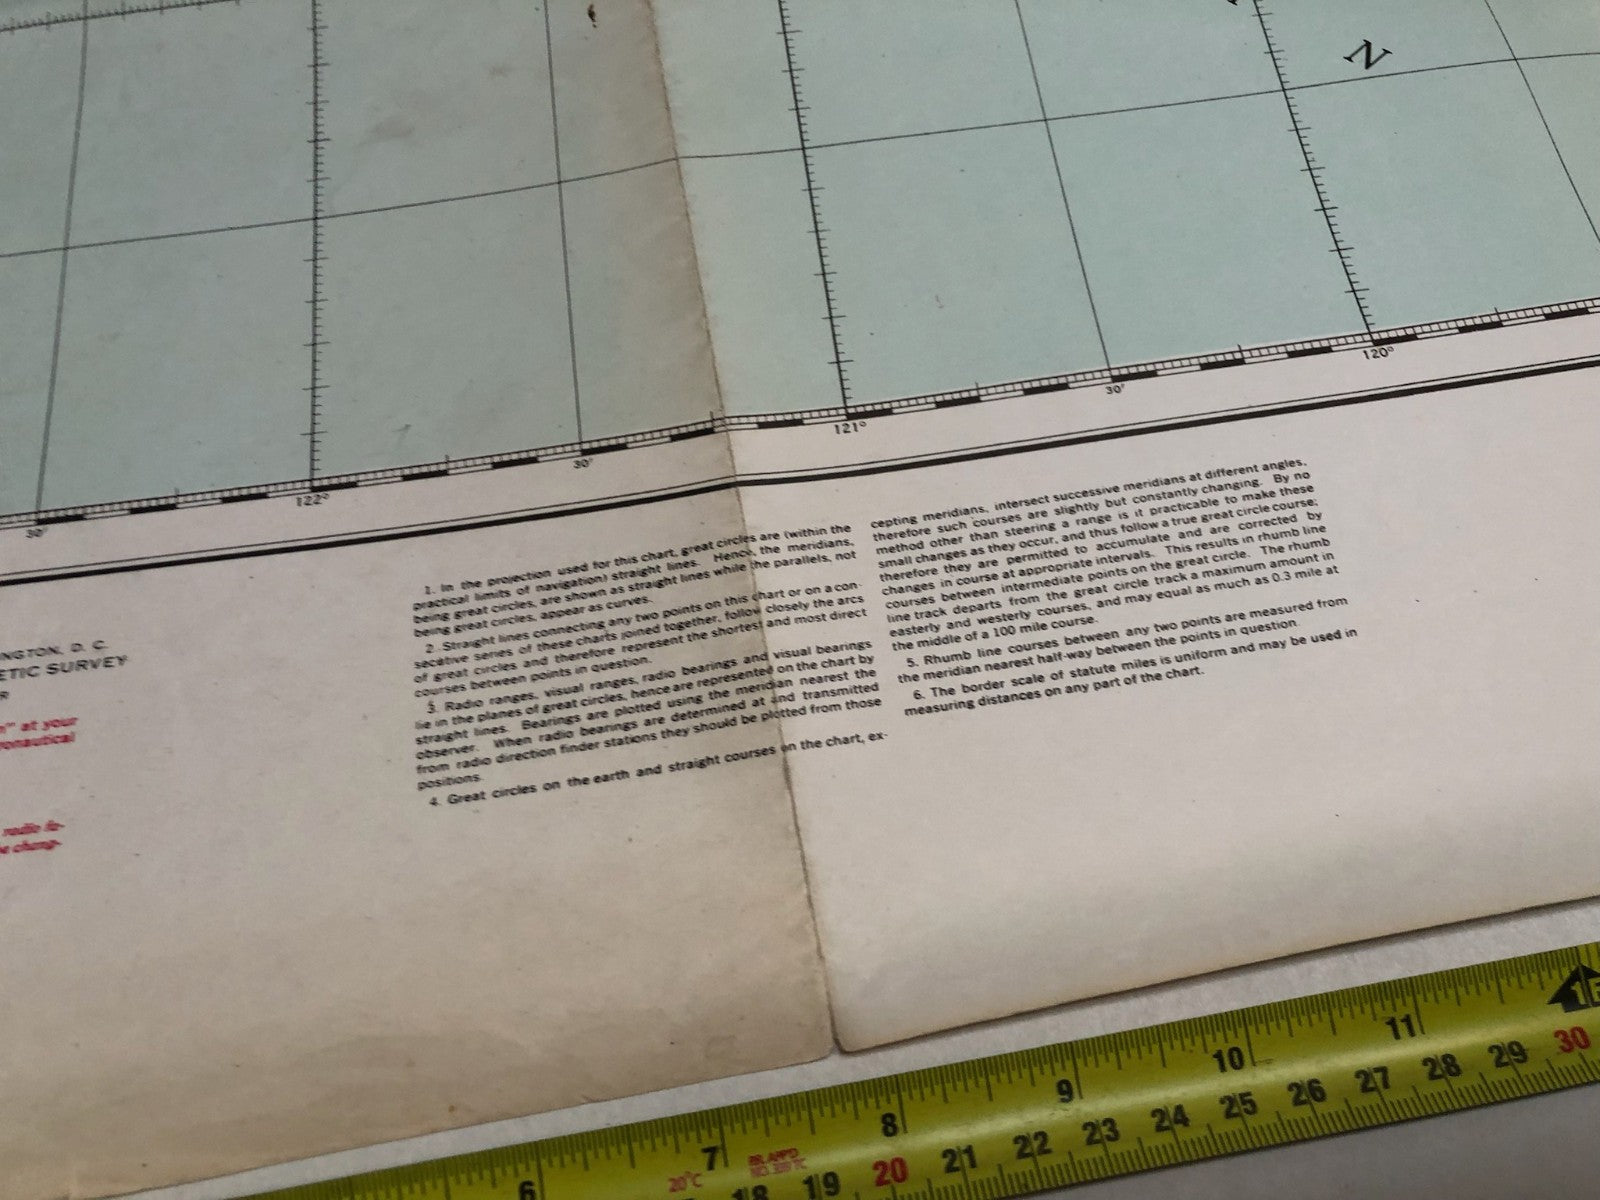 N
120°
30'
121°
30'
122°
30'
INGTON, D. C.
ETIC SURVEY
R
n" at your
ronautical
radio fa-
e chang-
1. In the projection used for this chart, great circles are (within the
practical limits of navigation) straight lines. Hence, the meridians,
being great circles, are shown as straight lines while the parallels, not
being great circles, appear as curves.
2. Straight lines connecting any two points on this chart or on a con-
secutive series of these charts joined together, follow closely the arcs
of great circles and therefore represent the shortest and most direct
courses between points in question.
3. Radio ranges, visual ranges, radio bearings and visual bearings
lie in the planes of great circles, hence are represented on the chart by
straight lines. Bearings are plotted using the meridian nearest the
observer. When radio bearings are determined at and transmitted
from radio direction finder stations they should be plotted from those
positions.
4. Great circles on the earth and straight courses on the chart, ex-
cepting meridians, intersect successive meridians at different angles,
therefore such courses are slightly but constantly changing. By no
method other than steering a range is it practicable to make these
small changes as they occur, and thus follow a true great circle course;
therefore they are permitted to accumulate and are corrected by
changes in course at appropriate intervals. This results in rhumb line
courses between intermediate points on the great circle. The rhumb
line track departs from the great circle track a maximum amount in
easterly and westerly courses, and may equal as much as 0.3 mile at
the middle of a 100 mile course.
5. Rhumb line courses between any two points are measured from
the meridian nearest half-way between the points in question.
6. The border scale of statute miles is uniform and may be used in
measuring distances on any part of the chart.
6 7 8 9 10 11
20°C
18 19 20 21 22 23 24 25 26 27 28 29 30